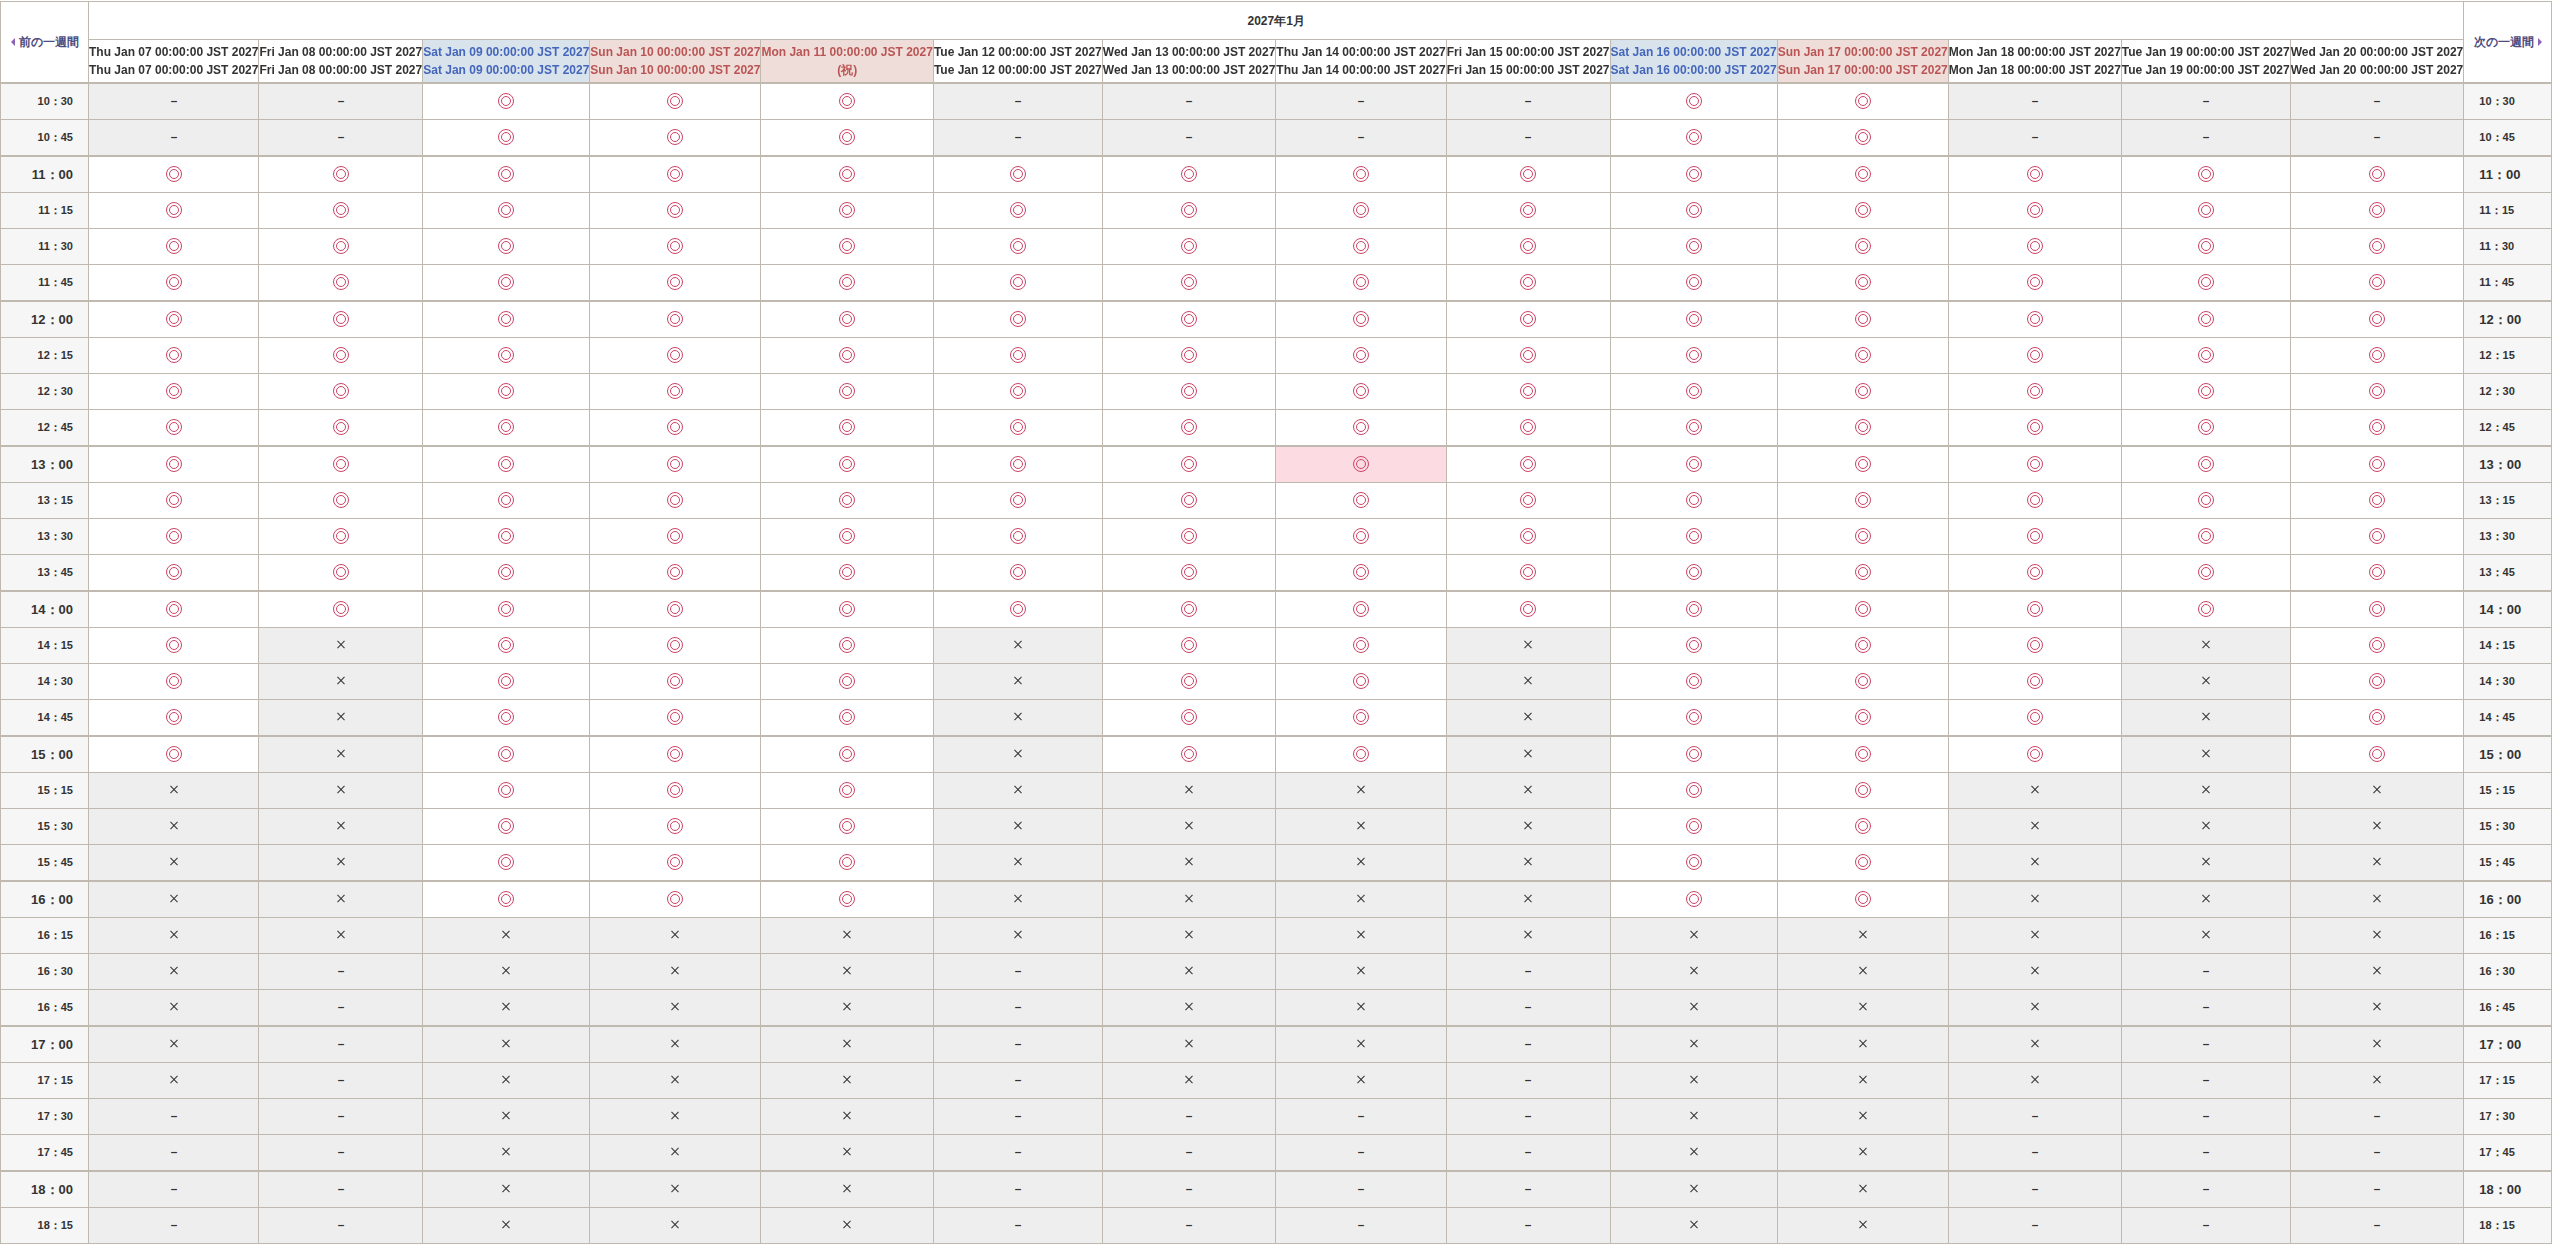 前の一週間 2027年1月 次の一週間
Thu Jan 07 00:00:00 JST 2027 Fri Jan 08 00:00:00 JST 2027 Sat Jan 09 00:00:00 JST 2027 Sun Jan 10 00:00:00 JST 2027 Mon Jan 11 00:00:00 JST 2027 Tue Jan 12 00:00:00 JST 2027 Wed Jan 13 00:00:00 JST 2027 Thu Jan 14 00:00:00 JST 2027 Fri Jan 15 00:00:00 JST 2027 Sat Jan 16 00:00:00 JST 2027 Sun Jan 17 00:00:00 JST 2027 Mon Jan 18 00:00:00 JST 2027 Tue Jan 19 00:00:00 JST 2027 Wed Jan 20 00:00:00 JST 2027
Thu Jan 07 00:00:00 JST 2027 Fri Jan 08 00:00:00 JST 2027 Sat Jan 09 00:00:00 JST 2027 Sun Jan 10 00:00:00 JST 2027 (祝) Tue Jan 12 00:00:00 JST 2027 Wed Jan 13 00:00:00 JST 2027 Thu Jan 14 00:00:00 JST 2027 Fri Jan 15 00:00:00 JST 2027 Sat Jan 16 00:00:00 JST 2027 Sun Jan 17 00:00:00 JST 2027 Mon Jan 18 00:00:00 JST 2027 Tue Jan 19 00:00:00 JST 2027 Wed Jan 20 00:00:00 JST 2027
10：30 – – ◎ ◎ ◎ – – – – ◎ ◎ – – – 10：30
10：45 – – ◎ ◎ ◎ – – – – ◎ ◎ – – – 10：45
11：00 ◎ ◎ ◎ ◎ ◎ ◎ ◎ ◎ ◎ ◎ ◎ ◎ ◎ ◎ 11：00
11：15 ◎ ◎ ◎ ◎ ◎ ◎ ◎ ◎ ◎ ◎ ◎ ◎ ◎ ◎ 11：15
11：30 ◎ ◎ ◎ ◎ ◎ ◎ ◎ ◎ ◎ ◎ ◎ ◎ ◎ ◎ 11：30
11：45 ◎ ◎ ◎ ◎ ◎ ◎ ◎ ◎ ◎ ◎ ◎ ◎ ◎ ◎ 11：45
12：00 ◎ ◎ ◎ ◎ ◎ ◎ ◎ ◎ ◎ ◎ ◎ ◎ ◎ ◎ 12：00
12：15 ◎ ◎ ◎ ◎ ◎ ◎ ◎ ◎ ◎ ◎ ◎ ◎ ◎ ◎ 12：15
12：30 ◎ ◎ ◎ ◎ ◎ ◎ ◎ ◎ ◎ ◎ ◎ ◎ ◎ ◎ 12：30
12：45 ◎ ◎ ◎ ◎ ◎ ◎ ◎ ◎ ◎ ◎ ◎ ◎ ◎ ◎ 12：45
13：00 ◎ ◎ ◎ ◎ ◎ ◎ ◎ ◎ ◎ ◎ ◎ ◎ ◎ ◎ 13：00
13：15 ◎ ◎ ◎ ◎ ◎ ◎ ◎ ◎ ◎ ◎ ◎ ◎ ◎ ◎ 13：15
13：30 ◎ ◎ ◎ ◎ ◎ ◎ ◎ ◎ ◎ ◎ ◎ ◎ ◎ ◎ 13：30
13：45 ◎ ◎ ◎ ◎ ◎ ◎ ◎ ◎ ◎ ◎ ◎ ◎ ◎ ◎ 13：45
14：00 ◎ ◎ ◎ ◎ ◎ ◎ ◎ ◎ ◎ ◎ ◎ ◎ ◎ ◎ 14：00
14：15 ◎ × ◎ ◎ ◎ × ◎ ◎ × ◎ ◎ ◎ × ◎ 14：15
14：30 ◎ × ◎ ◎ ◎ × ◎ ◎ × ◎ ◎ ◎ × ◎ 14：30
14：45 ◎ × ◎ ◎ ◎ × ◎ ◎ × ◎ ◎ ◎ × ◎ 14：45
15：00 ◎ × ◎ ◎ ◎ × ◎ ◎ × ◎ ◎ ◎ × ◎ 15：00
15：15 × × ◎ ◎ ◎ × × × × ◎ ◎ × × × 15：15
15：30 × × ◎ ◎ ◎ × × × × ◎ ◎ × × × 15：30
15：45 × × ◎ ◎ ◎ × × × × ◎ ◎ × × × 15：45
16：00 × × ◎ ◎ ◎ × × × × ◎ ◎ × × × 16：00
16：15 × × × × × × × × × × × × × × 16：15
16：30 × – × × × – × × – × × × – × 16：30
16：45 × – × × × – × × – × × × – × 16：45
17：00 × – × × × – × × – × × × – × 17：00
17：15 × – × × × – × × – × × × – × 17：15
17：30 – – × × × – – – – × × – – – 17：30
17：45 – – × × × – – – – × × – – – 17：45
18：00 – – × × × – – – – × × – – – 18：00
18：15 – – × × × – – – – × × – – – 18：15